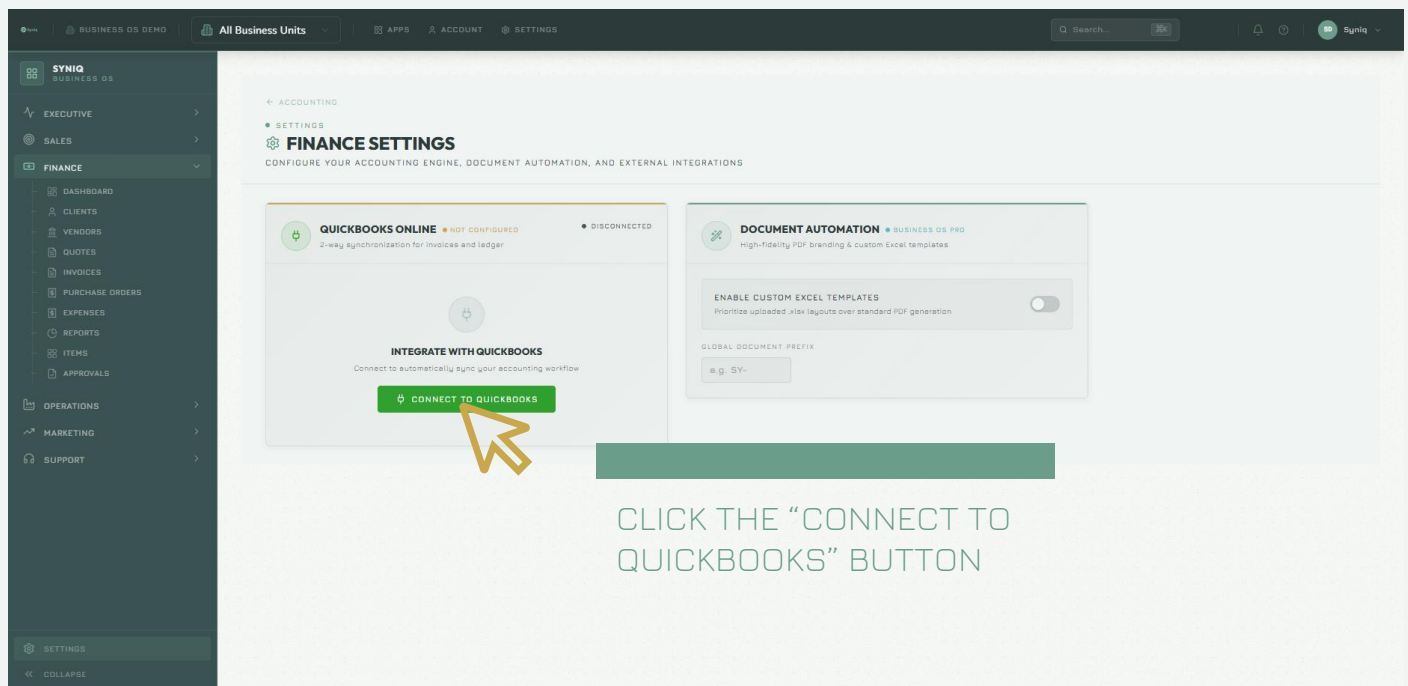 Syniq
BUSINESS OS DEMO
All Business Units
APPS
ACCOUNT
SETTINGS
Search...
⌘K
BD
Syniq
SYNIQ
BUSINESS OS
EXECUTIVE
SALES
FINANCE
DASHBOARD
CLIENTS
VENDORS
QUOTES
INVOICES
PURCHASE ORDERS
EXPENSES
REPORTS
ITEMS
APPROVALS
OPERATIONS
MARKETING
SUPPORT
SETTINGS
COLLAPSE
← ACCOUNTING
SETTINGS
FINANCE SETTINGS
CONFIGURE YOUR ACCOUNTING ENGINE, DOCUMENT AUTOMATION, AND EXTERNAL INTEGRATIONS
QUICKBOOKS ONLINE • NOT CONFIGURED
• DISCONNECTED
2-way synchronization for invoices and ledger
INTEGRATE WITH QUICKBOOKS
Connect to automatically sync your accounting workflow
CONNECT TO QUICKBOOKS
DOCUMENT AUTOMATION • BUSINESS OS PRO
High-fidelity PDF branding & custom Excel templates
ENABLE CUSTOM EXCEL TEMPLATES
Prioritize uploaded .xlsx layouts over standard PDF generation
GLOBAL DOCUMENT PREFIX
e.g. SY-
CLICK THE “CONNECT TO
QUICKBOOKS” BUTTON